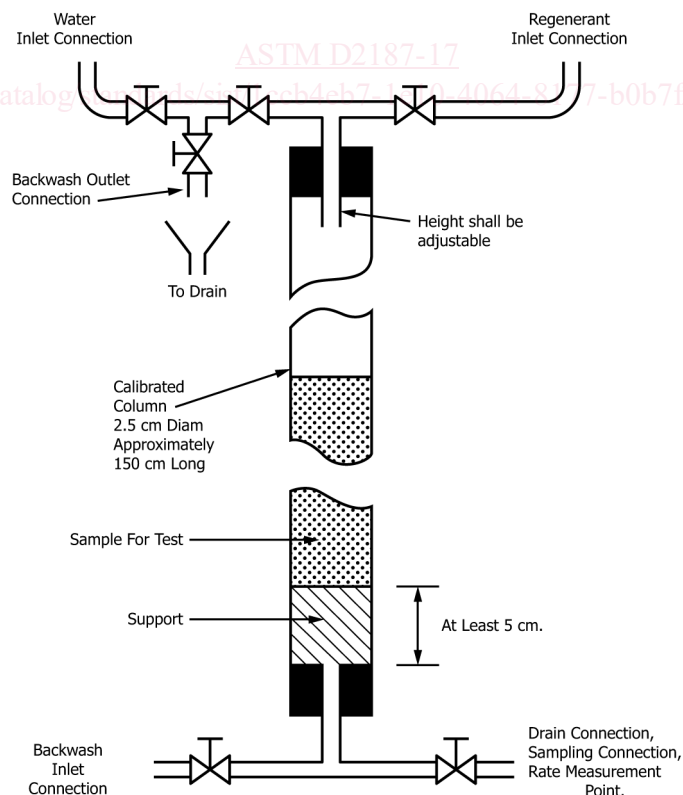 Water
Inlet Connection
Regenerant
Inlet Connection
ASTM D2187-17
Backwash Outlet
Connection
Height shall be
adjustable
To Drain
Calibrated
Column
2.5 cm Diam
Approximately
150 cm Long
Sample For Test
Support
At Least 5 cm.
Backwash
Inlet
Connection
Drain Connection,
Sampling Connection,
Rate Measurement
Point.